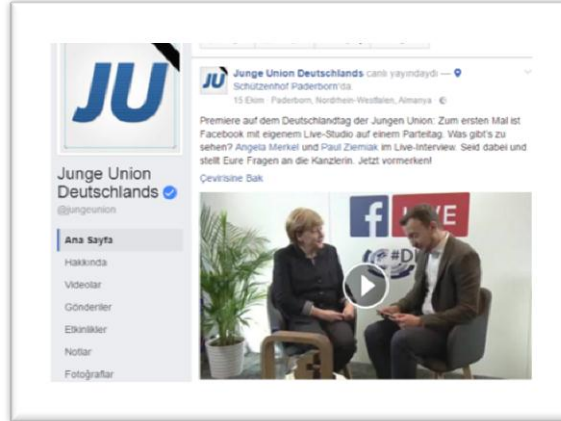 JU
Junge Union
Deutschlands
@jungeunion
Ana Sayfa
Hakkında
Videolar
Gönderiler
Etkinlikler
Notlar
Fotoğraflar
JU
Junge Union Deutschlands canlı yayındaydı —
Schützenhof Paderborn'da.
15 Ekim · Paderborn, Nordrhein-Westfalen, Almanya ·
Premiere auf dem Deutschlandtag der Jungen Union: Zum ersten Mal ist
Facebook mit eigenem Live-Studio auf einem Parteitag. Was gibt's zu
sehen? Angela Merkel und Paul Ziemiak im Live-Interview. Seid dabei und
stellt Eure Fragen an die Kanzlerin. Jetzt vormerken!
Çevirisine Bak
f LIVE